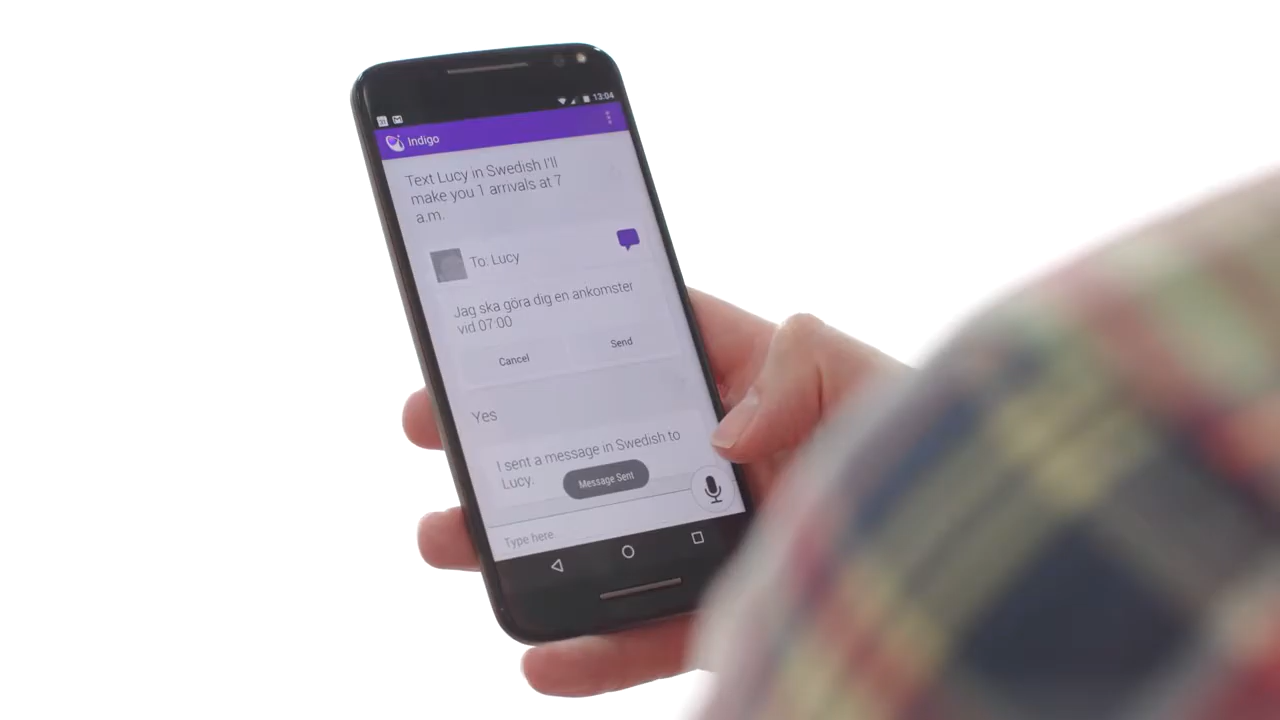 13:04
Indigo
Text Lucy in Swedish I'll
make you 1 arrivals at 7
a.m.
To: Lucy
Jag ska göra dig en ankomster
vid 07:00
Cancel
Send
Yes
I sent a message in Swedish to
Lucy.
Message Sent
Type here